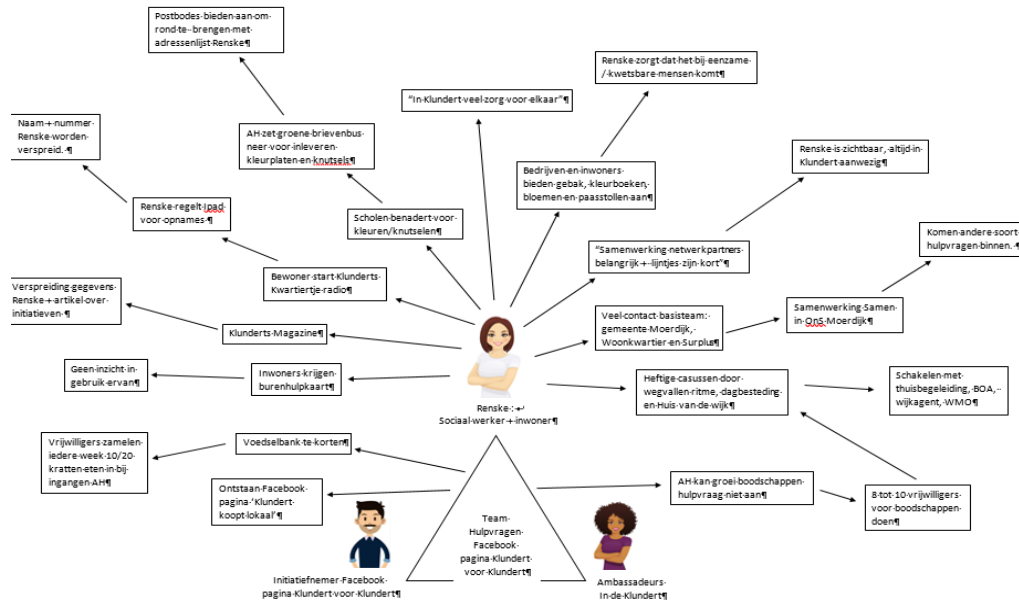 Postbodes bieden aan om
rond te brengen met
adressenlijst Renske¶
Renske zorgt dat het bij eenzame
/ kwetsbare mensen komt¶
"In Klundert veel zorg voor elkaar"¶
Naam + nummer
Renske worden
verspreid. ¶
AH zet groene brievenbus
neer voor inleveren
kleurplaten en knutsels¶
Bedrijven en inwoners
bieden gebak, kleurboeken,
bloemen en paasstollen aan¶
Renske is zichtbaar, altijd in
Klundert aanwezig¶
Renske regelt Ipad
voor opnames ¶
Scholen benadert voor
kleuren/knutselen¶
"Samenwerking netwerkpartners
belangrijk + lijntjes zijn kort"¶
Komen andere soort
hulpvragen binnen. ¶
Bewoner start Klunderts
Kwartiertje radio¶
Verspreiding gegevens
Renske + artikel over
initiatieven ¶
Klunderts Magazine¶
Veel contact basisteam:
gemeente Moerdijk,
Woonkwartier en Surplus¶
Samenwerking Samen
in OnS Moerdijk¶
Geen inzicht in
gebruik ervan¶
Inwoners krijgen
burenhulpkaart¶
Heftige casussen door
wegvallen ritme, dagbesteding
en Huis van de wijk¶
Schakelen met
thuisbegeleiding, BOA,
wijkagent, WMO¶
Renske : ↵
Sociaal werker + inwoner¶
Vrijwilligers zamelen
iedere week 10/20
kratten eten in bij
ingangen AH¶
Voedselbank te korten¶
Ontstaan Facebook
pagina 'Klundert
koopt lokaal' ¶
AH kan groei boodschappen
hulpvraag niet aan¶
8 tot 10 vrijwilligers
voor boodschappen
doen¶
Team
Hulpvragen
Facebook
pagina Klundert
voor Klundert¶
Initiatiefnemer Facebook
pagina Klundert voor Klundert¶
Ambassadeurs
In de Klundert¶